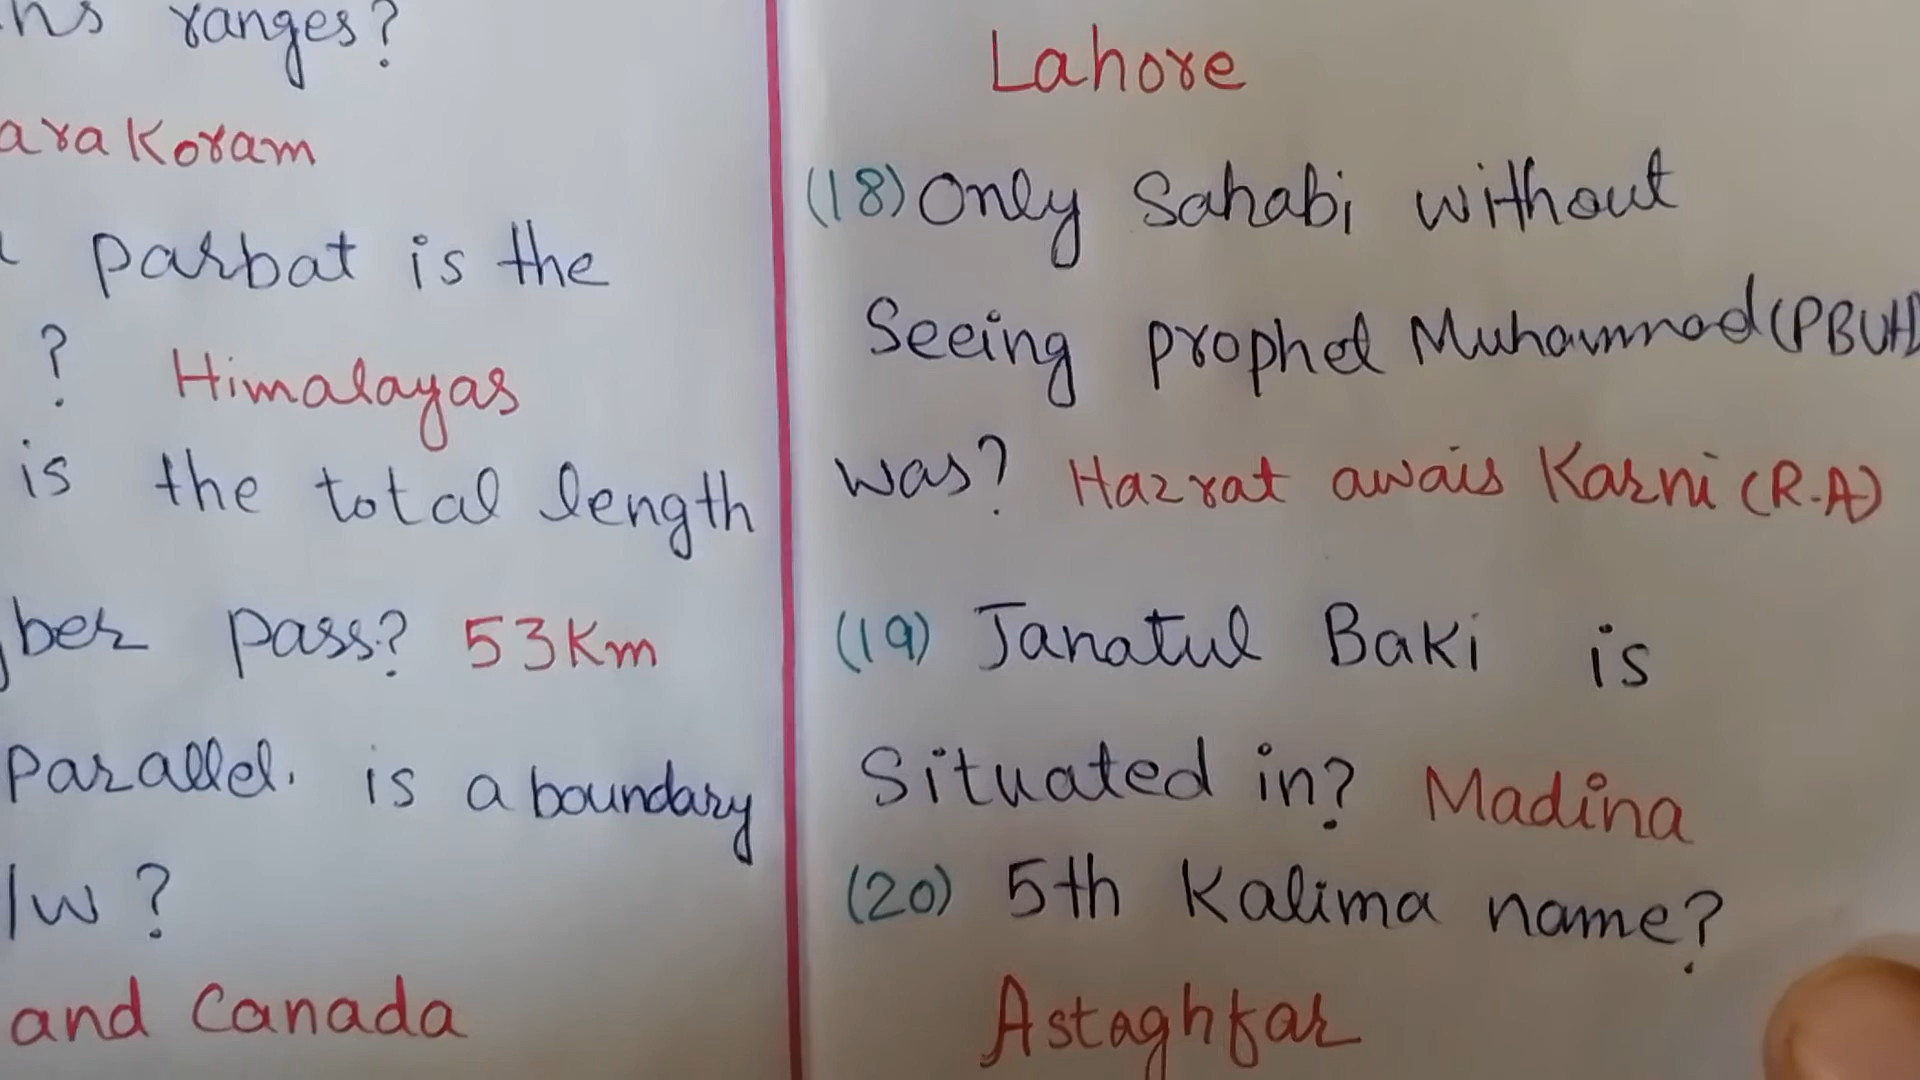 ns ranges?
arakoram
parbat is the
? Himalayas
is the total length
ber pass? 53Km
Parallel. is a boundary
/w ?
and Canada
Lahore
(18) Only Sahabi without
Seeing prophet Muhammad (PBUH)
was? Hazrat awais Karni (R.A)
(19) Janatul Baki is
Situated in? Madina
(20) 5th Kalima name?
Astaghfar